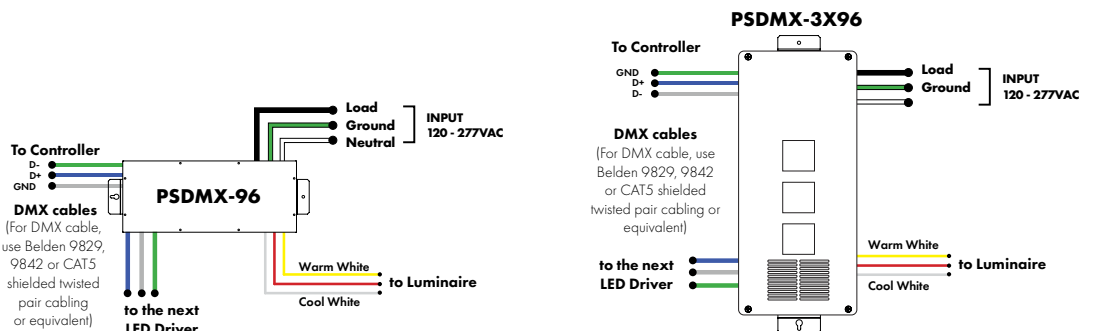 Load
Ground
Neutral
INPUT
120 - 277VAC
To Controller
D-
D+
GND
PSDMX-96
DMX cables
(For DMX cable,
use Belden 9829,
9842 or CAT5
shielded twisted
pair cabling
or equivalent)
to the next
LED Driver
Warm White
Cool White
to Luminaire
PSDMX-3X96
To Controller
GND
D+
D-
Load
Ground
INPUT
120 - 277VAC
DMX cables
(For DMX cable, use
Belden 9829, 9842
or CAT5 shielded
twisted pair cabling or
equivalent)
to the next
LED Driver
Warm White
Cool White
to Luminaire